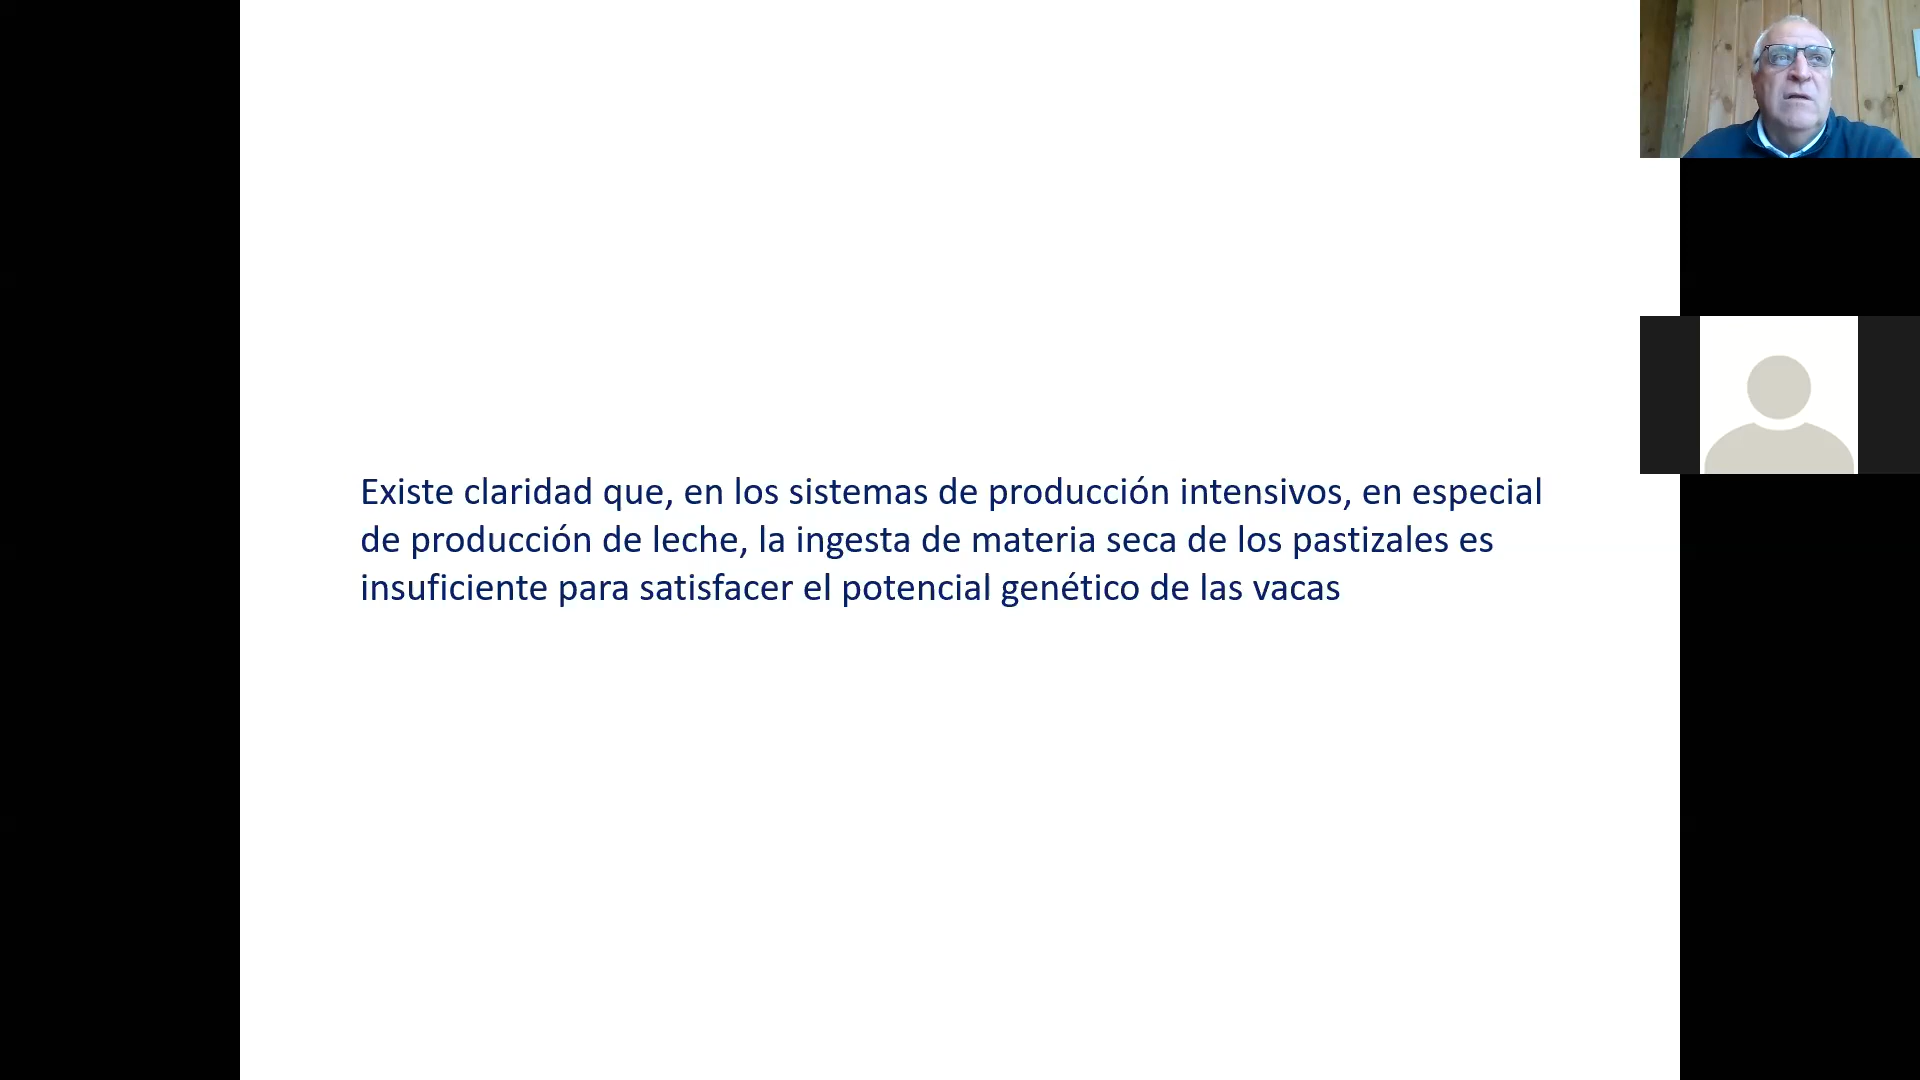 Existe claridad que, en los sistemas de producción intensivos, en especial
de producción de leche, la ingesta de materia seca de los pastizales es
insuficiente para satisfacer el potencial genético de las vacas